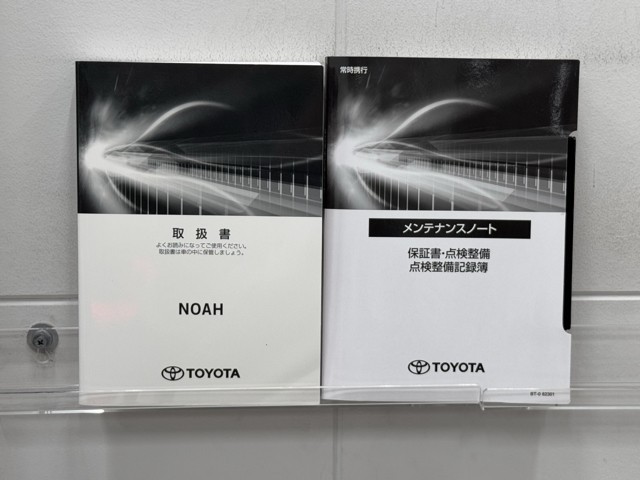 取扱書
よくお読みになってご使用ください。
取扱書は車の中に保管しましょう。
NOAH
TOYOTA
常時携行
メンテナンスノート
保証書・点検整備
点検整備記録簿
TOYOTA